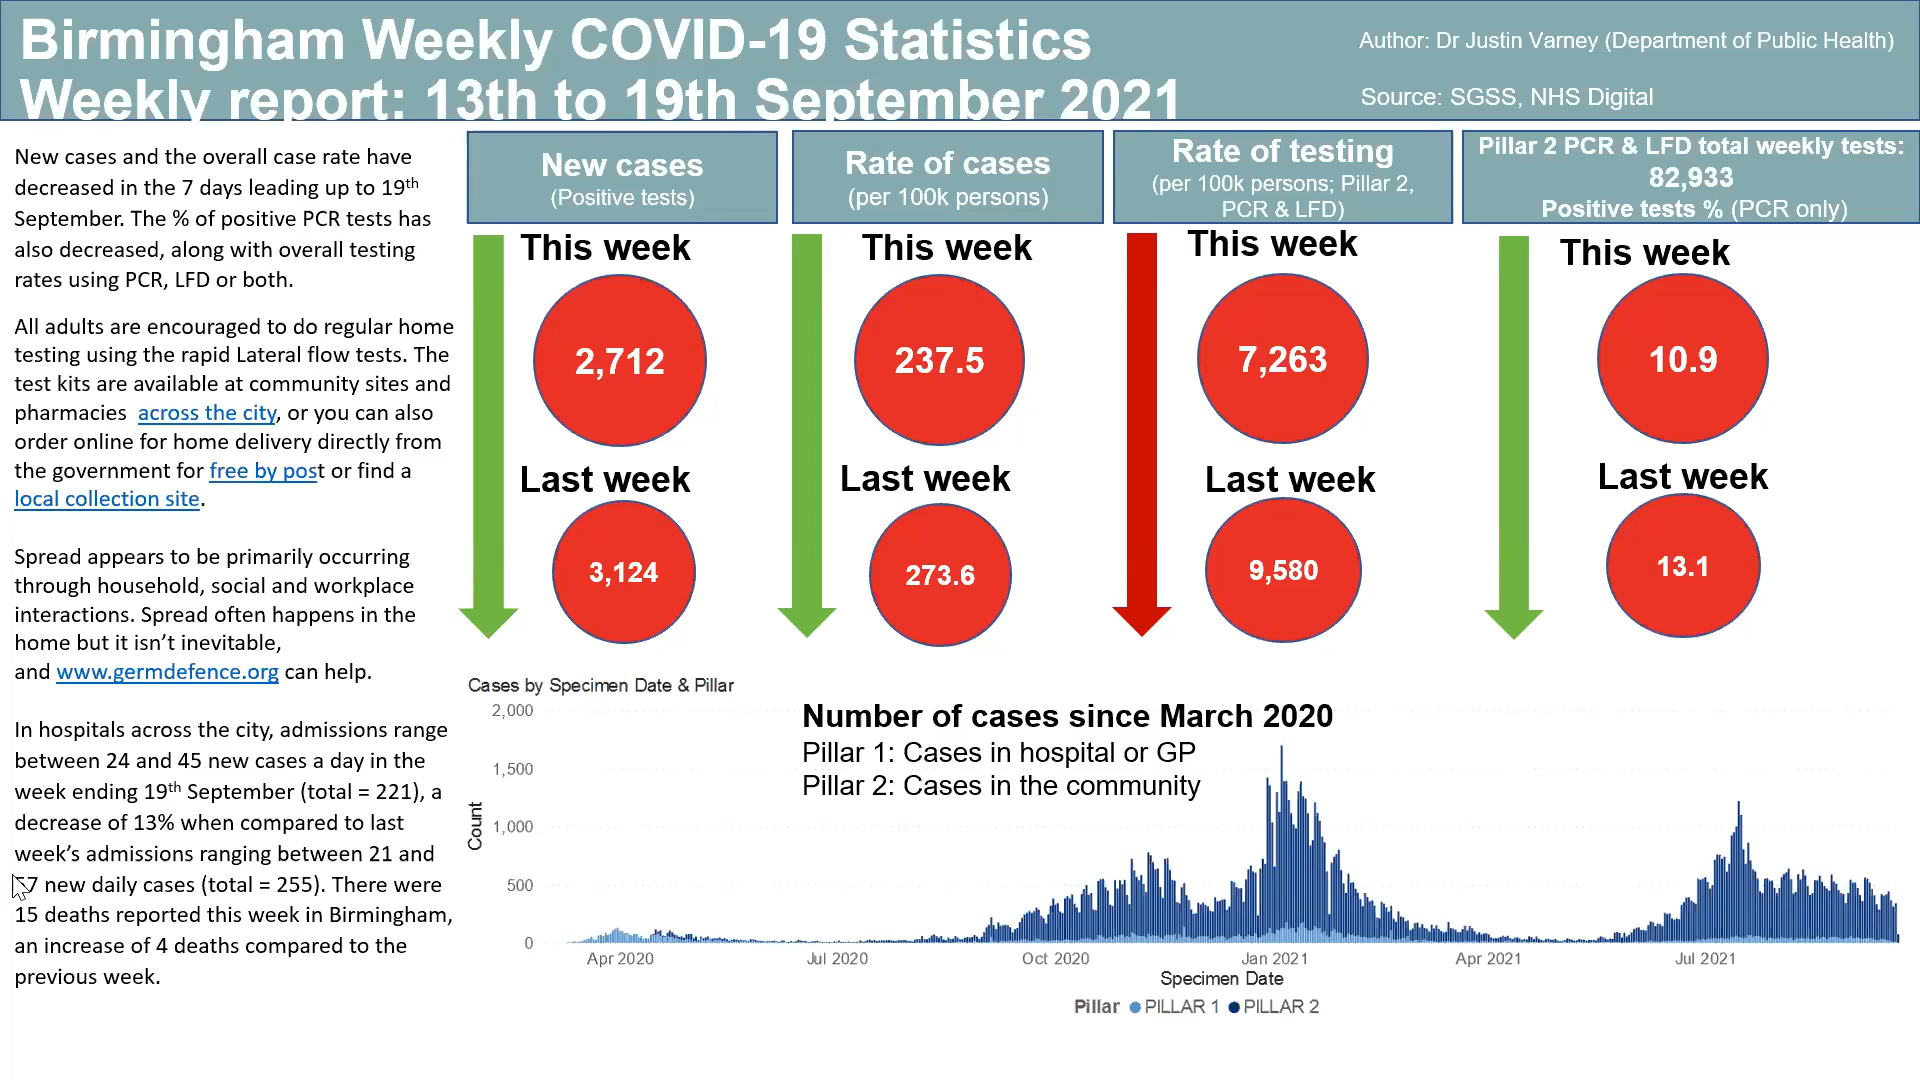 Birmingham Weekly COVID-19 Statistics
Weekly report: 13th to 19th September 2021
Author: Dr Justin Varney (Department of Public Health)
Source: SGSS, NHS Digital
New cases and the overall case rate have
decreased in the 7 days leading up to 19th
September. The % of positive PCR tests has
also decreased, along with overall testing
rates using PCR, LFD or both.
All adults are encouraged to do regular home
testing using the rapid Lateral flow tests. The
test kits are available at community sites and
pharmacies across the city, or you can also
order online for home delivery directly from
the government for free by post or find a
local collection site.
Spread appears to be primarily occurring
through household, social and workplace
interactions. Spread often happens in the
home but it isn't inevitable,
and www.germdefence.org can help.
In hospitals across the city, admissions range
between 24 and 45 new cases a day in the
week ending 19th September (total = 221), a
decrease of 13% when compared to last
week's admissions ranging between 21 and
new daily cases (total = 255). There were
15 deaths reported this week in Birmingham,
an increase of 4 deaths compared to the
previous week.
New cases
(Positive tests)
This week
2,712
Last week
3,124
Rate of cases
(per 100k persons)
This week
237.5
Last week
273.6
Rate of testing
(per 100k persons; Pillar 2,
PCR & LFD)
This week
7,263
Last week
9,580
Pillar 2 PCR & LFD total weekly tests:
82,933
Positive tests % (PCR only)
This week
10.9
Last week
13.1
Cases by Specimen Date & Pillar
Number of cases since March 2020
Pillar 1: Cases in hospital or GP
Pillar 2: Cases in the community
Count
2,000
1,500
1,000
500
0
Apr 2020
Jul 2020
Oct 2020
Jan 2021
Apr 2021
Jul 2021
Specimen Date
Pillar PILLAR 1 PILLAR 2